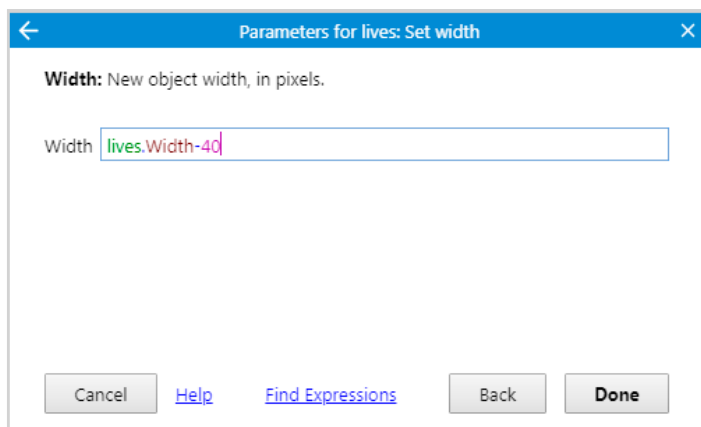 Parameters for lives: Set width
Width: New object width, in pixels.
Width lives.Width-40
Cancel Help Find Expressions Back Done